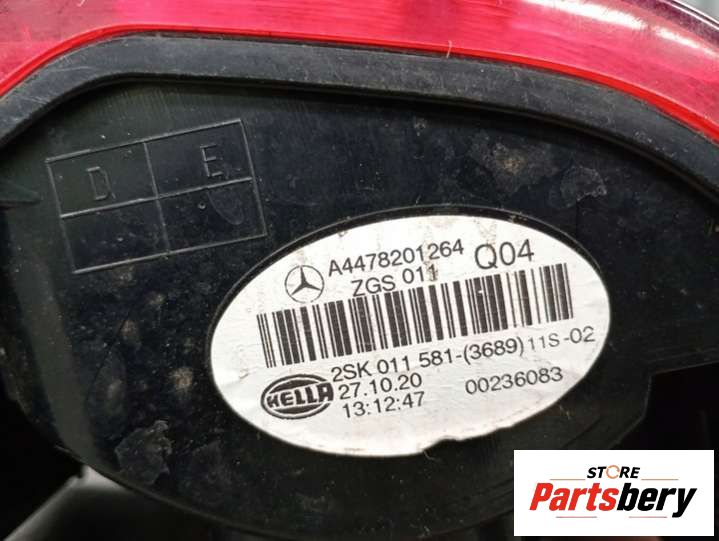 D E
A4478201264 Q04
ZGS 011
2SK 011 581-(3689)11S-02
HELLA 27.10.20 00236083
13:12:47
STORE
Partsbery